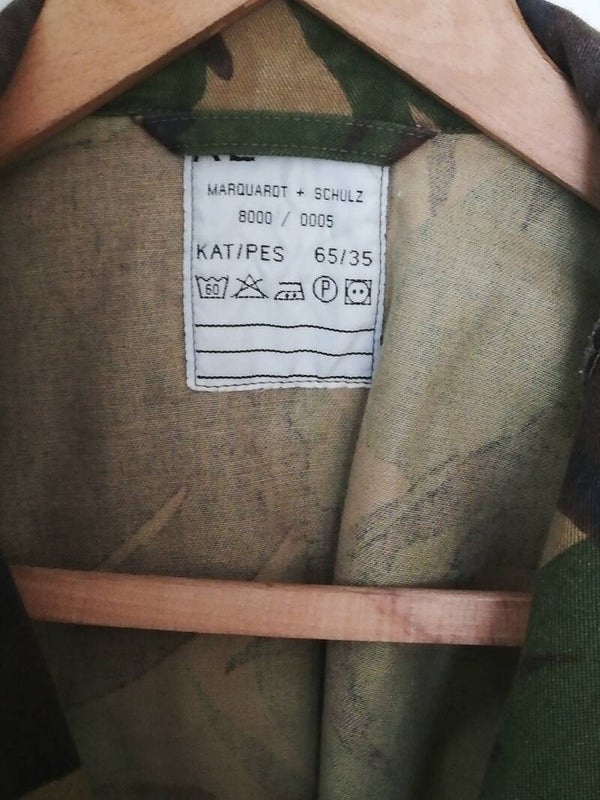 MARQUARDT + SCHULZ
8000 / 0005
KAT/PES 65/35
60
P